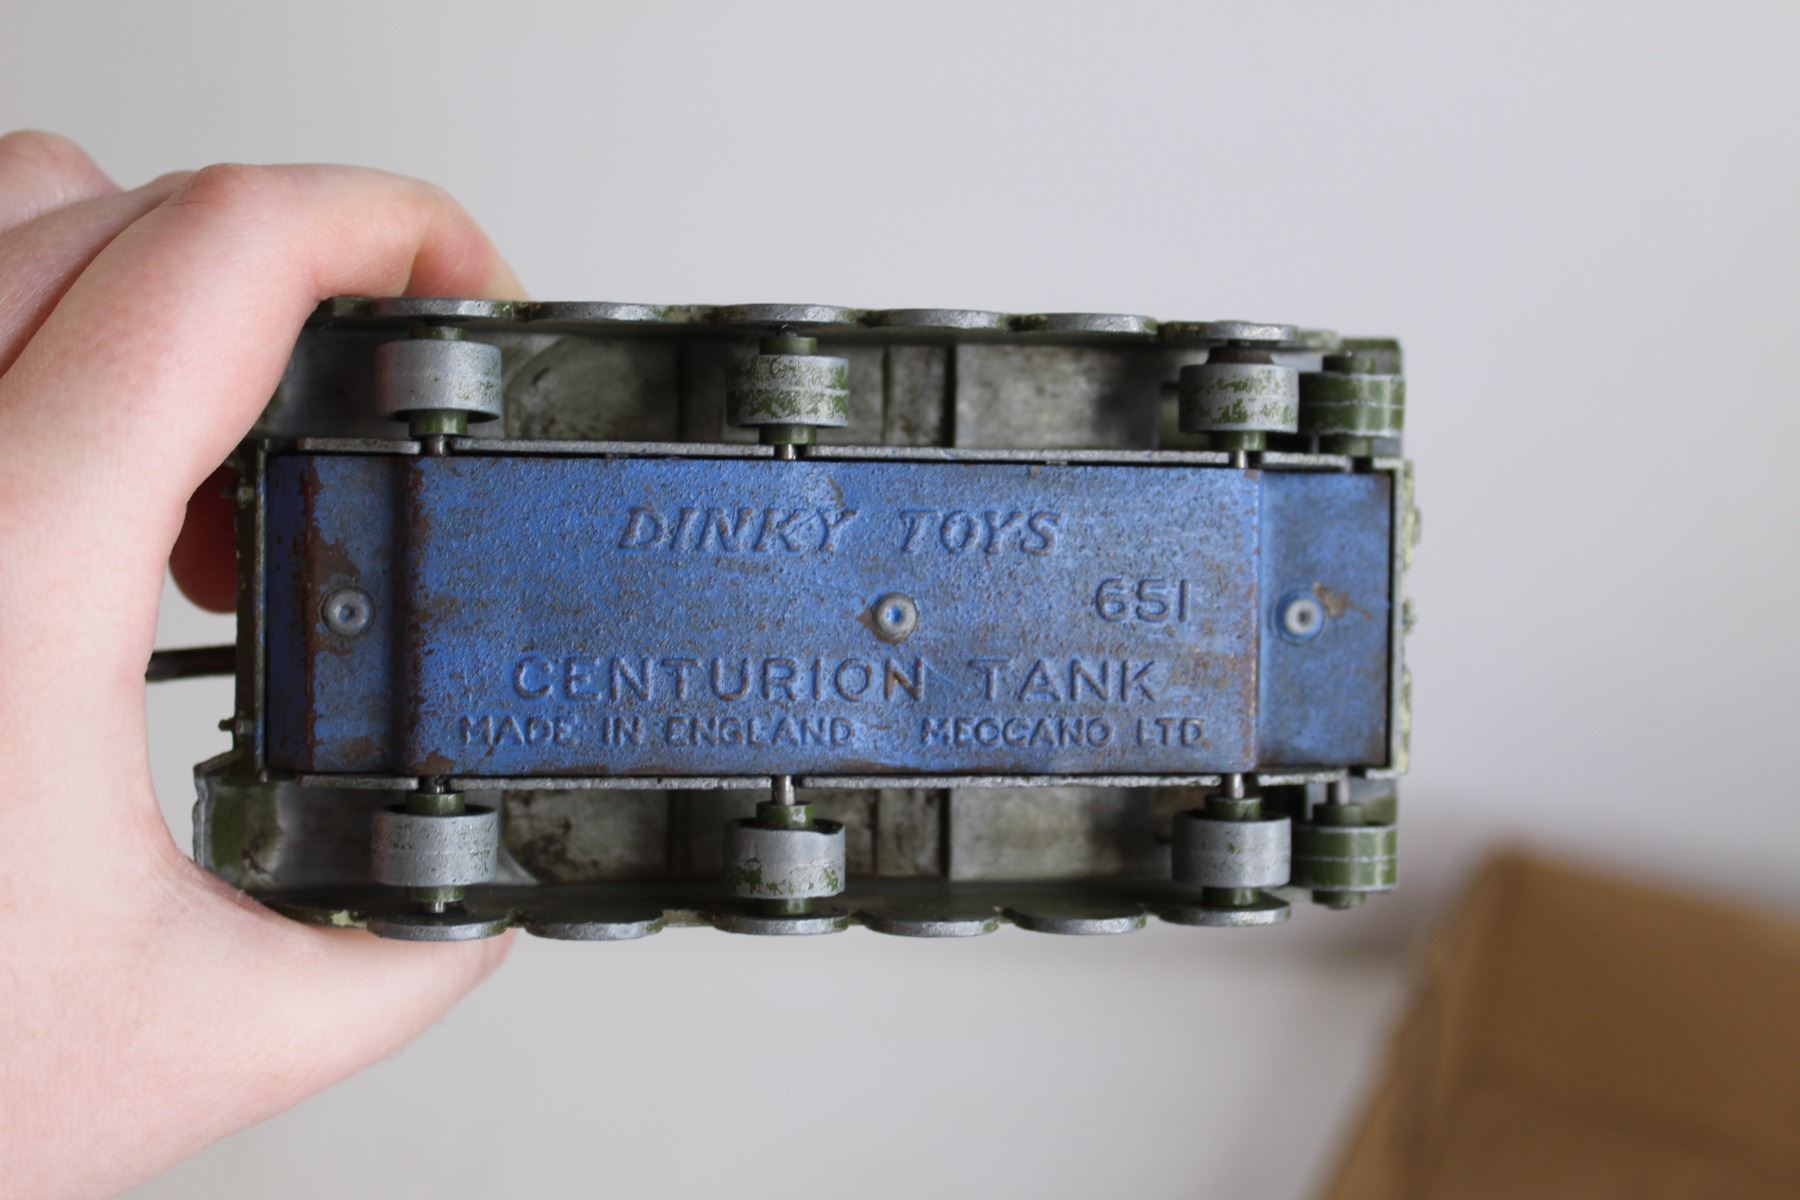 DINKY TOYS
651
CENTURION TANK
MADE IN ENGLAND MECCANO LTD